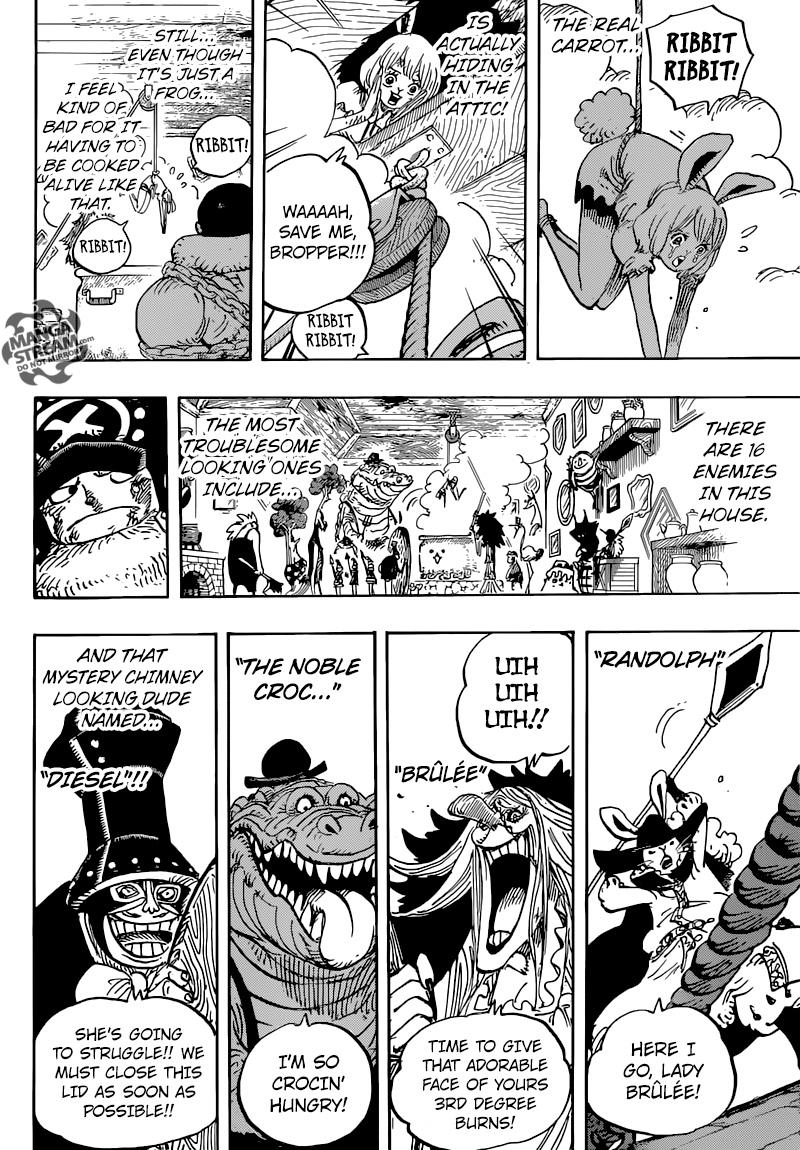 RIBBIT
RIBBIT!
THE REAL
CARROT...
IS
ACTUALLY
HIDING
IN THE
ATTIC!
WAAAAH,
SAVE ME,
BROPPER!!!
RIBBIT
RIBBIT!
STILL...
EVEN THOUGH
IT'S JUST A
FROG...
I FEEL
KIND OF
BAD FOR IT
HAVING TO
BE COOKED
ALIVE LIKE
THAT.
RIBBIT!
RIBBIT!
MANGA
STREAM.com
DO NOT MIRROR
THERE
ARE 16
ENEMIES
IN THIS
HOUSE.
THE MOST
TROUBLESOME
LOOKING ONES
INCLUDE...
"RANDOLPH"
HERE I
GO, LADY
BRÛLÉE!
UIH
UIH
UIH!!
"BRÛLÉE"
TIME TO GIVE
THAT ADORABLE
FACE OF YOURS
3RD DEGREE
BURNS!
"THE NOBLE
CROC..."
I'M SO
CROCIN'
HUNGRY!
AND THAT
MYSTERY CHIMNEY
LOOKING DUDE
NAMED...
"DIESEL"!!
SHE'S GOING
TO STRUGGLE!! WE
MUST CLOSE THIS
LID AS SOON AS
POSSIBLE!!